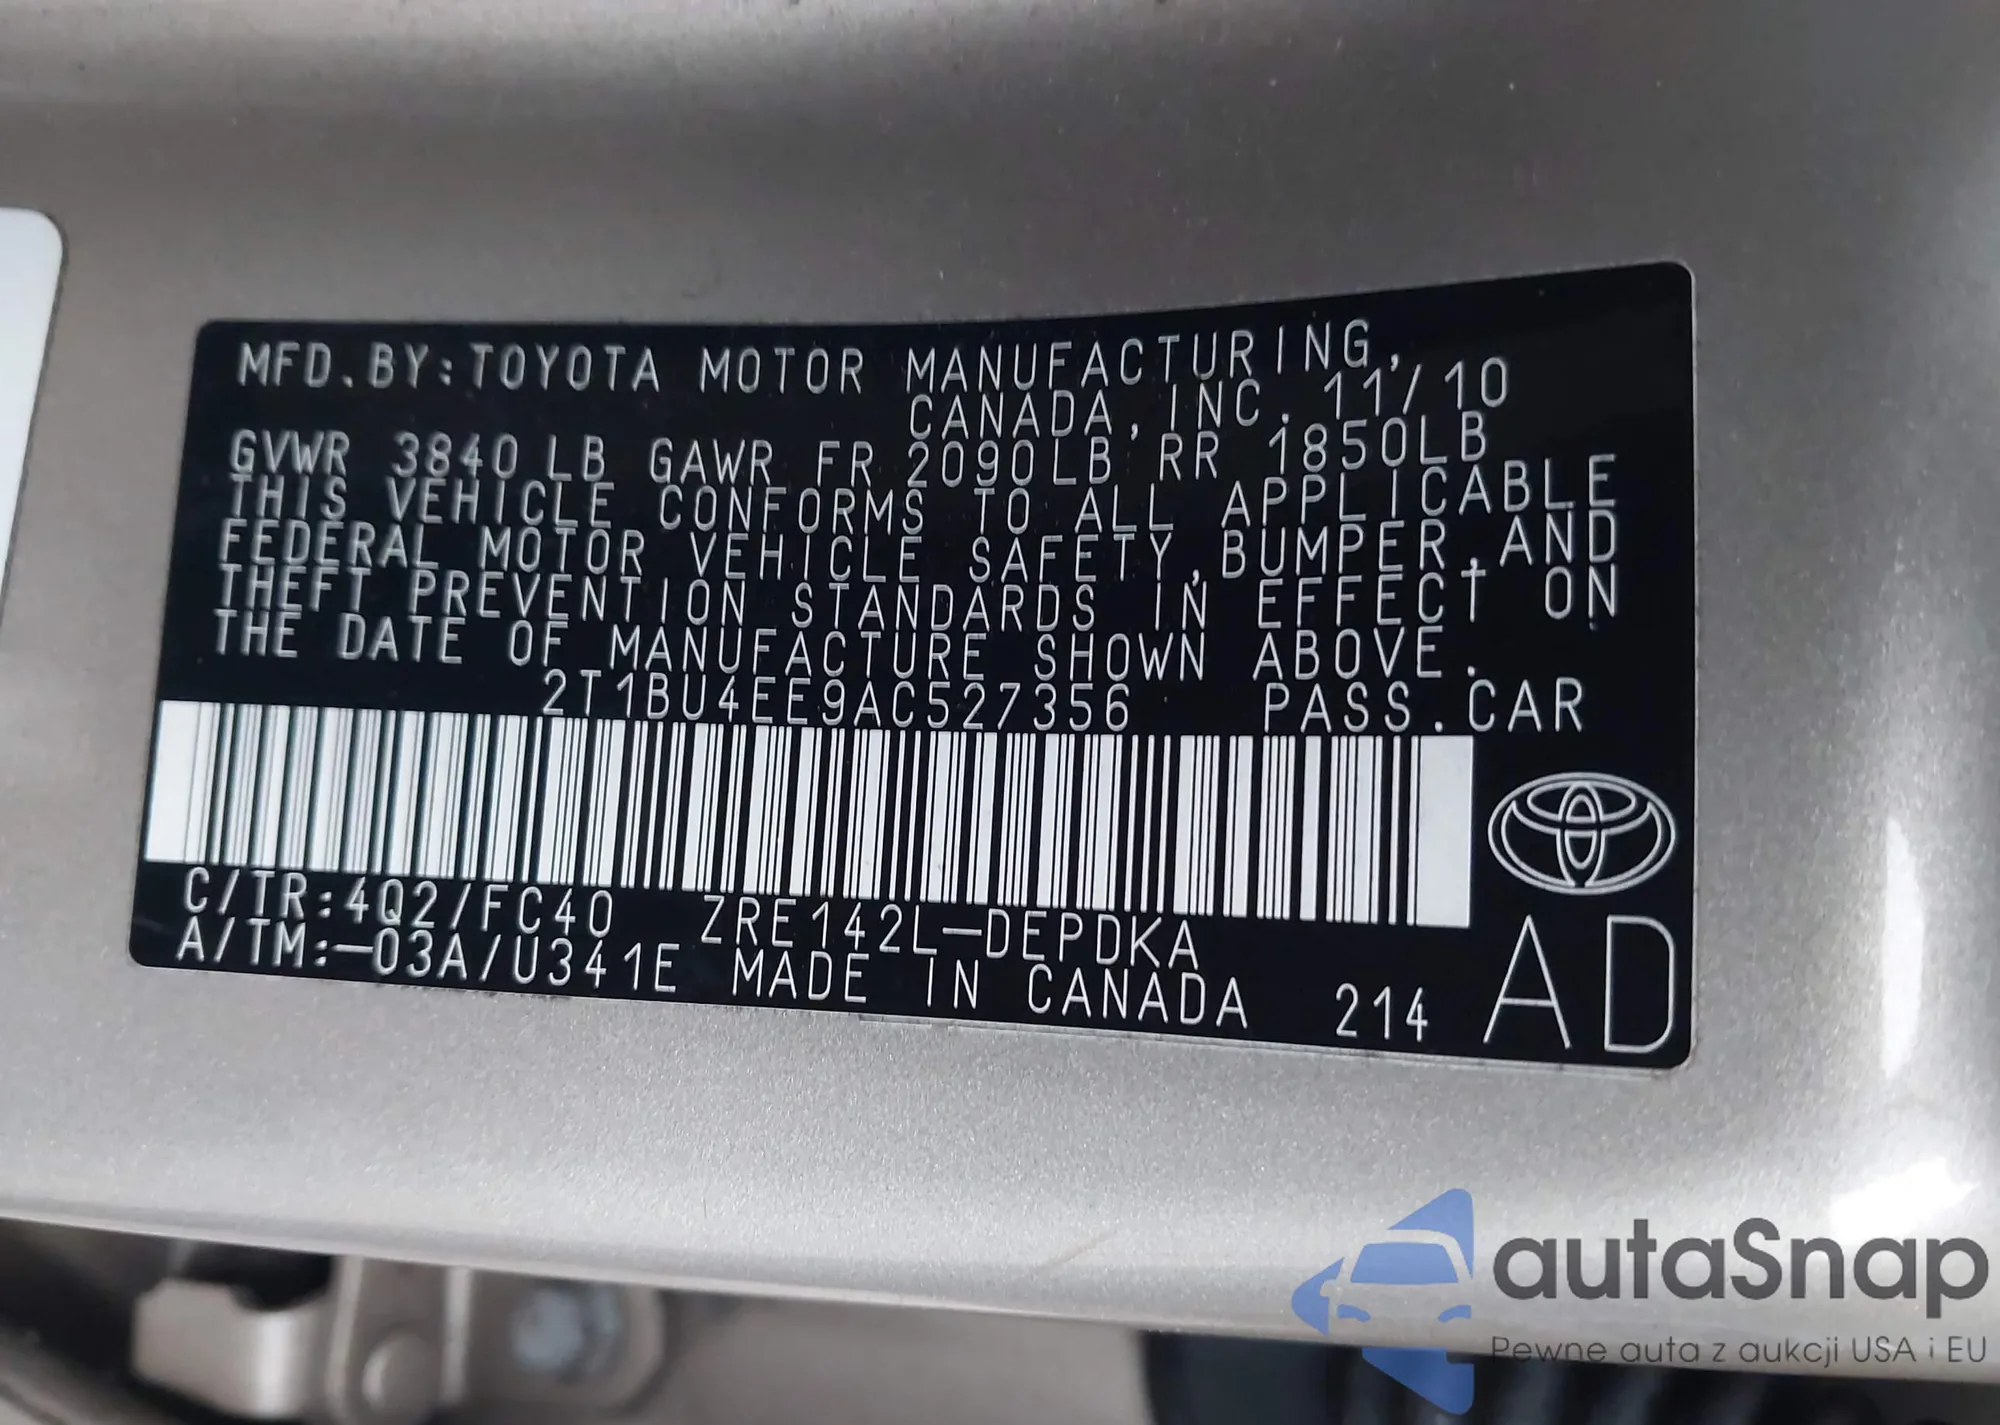 MFD.BY:TOYOTA MOTOR MANUFACTURING,
CANADA,INC. 11/10
GVWR 3840LB GAWR FR 2090LB RR 1850LB
THIS VEHICLE CONFORMS TO ALL APPLICABLE
FEDERAL MOTOR VEHICLE SAFETY,BUMPER,AND
THEFT PREVENTION STANDARDS IN EFFECT ON
THE DATE OF MANUFACTURE SHOWN ABOVE.
2T1BU4EE9AC527356 PASS.CAR
C/TR:4Q2/FC40 ZRE142L-DEPDKA
A/TM:-03A/U341E MADE IN CANADA 214
AD
autaSnap
Pewne auta z aukcji USA i EU